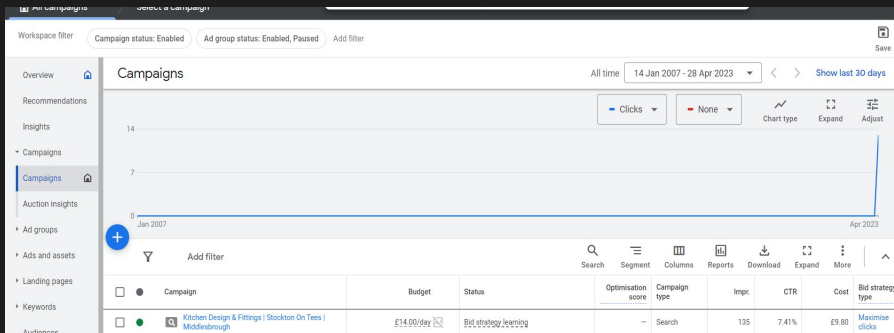 All campaigns / Select a campaign
Workspace filter Campaign status: Enabled Ad group status: Enabled, Paused Add filter Save
Overview
Recommendations
Insights
Campaigns
Campaigns
Auction insights
Ad groups
Ads and assets
Landing pages
Keywords
Audiences
Campaigns All time 14 Jan 2007 - 28 Apr 2023 Show last 30 days
Clicks None Chart type Expand Adjust
14
7
0
Jan 2007 Apr 2023
Add filter Search Segment Columns Reports Download Expand More
Campaign Budget Status Optimisation score Campaign type Impr. CTR Cost Bid strategy type
Kitchen Design & Fittings | Stockton On Tees | Middlesbrough £14.00/day Bid strategy learning – Search 135 7.41% £9.80 Maximise clicks